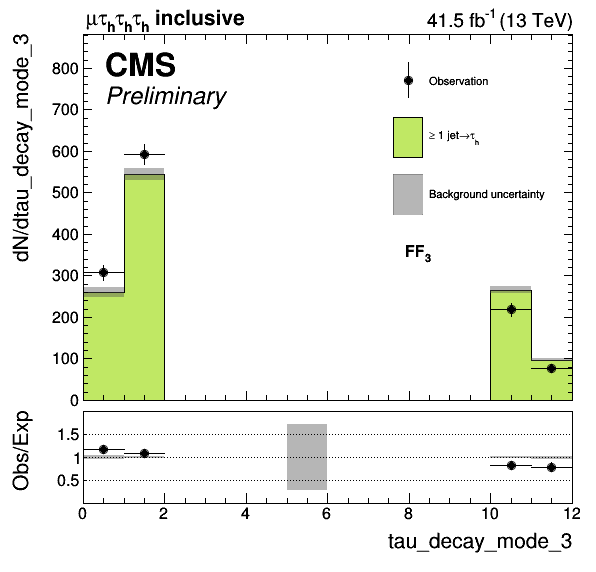 μτhτhτh inclusive
41.5 fb-1 (13 TeV)
CMS
Preliminary
Observation
≥ 1 jet→τh
Background uncertainty
FF3
dN/dtau_decay_mode_3
800
700
600
500
400
300
200
100
0
Obs/Exp
1.5
1
0.5
0 2 4 6 8 10 12
tau_decay_mode_3